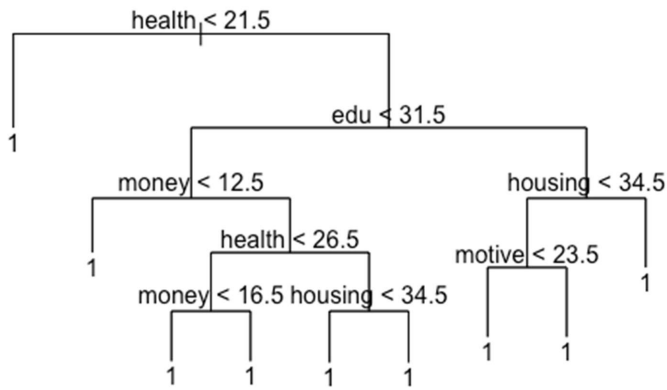 health < 21.5
edu < 31.5
1
money < 12.5
housing < 34.5
health < 26.5
motive < 23.5
1
1
money < 16.5
housing < 34.5
1
1
1
1
1
1